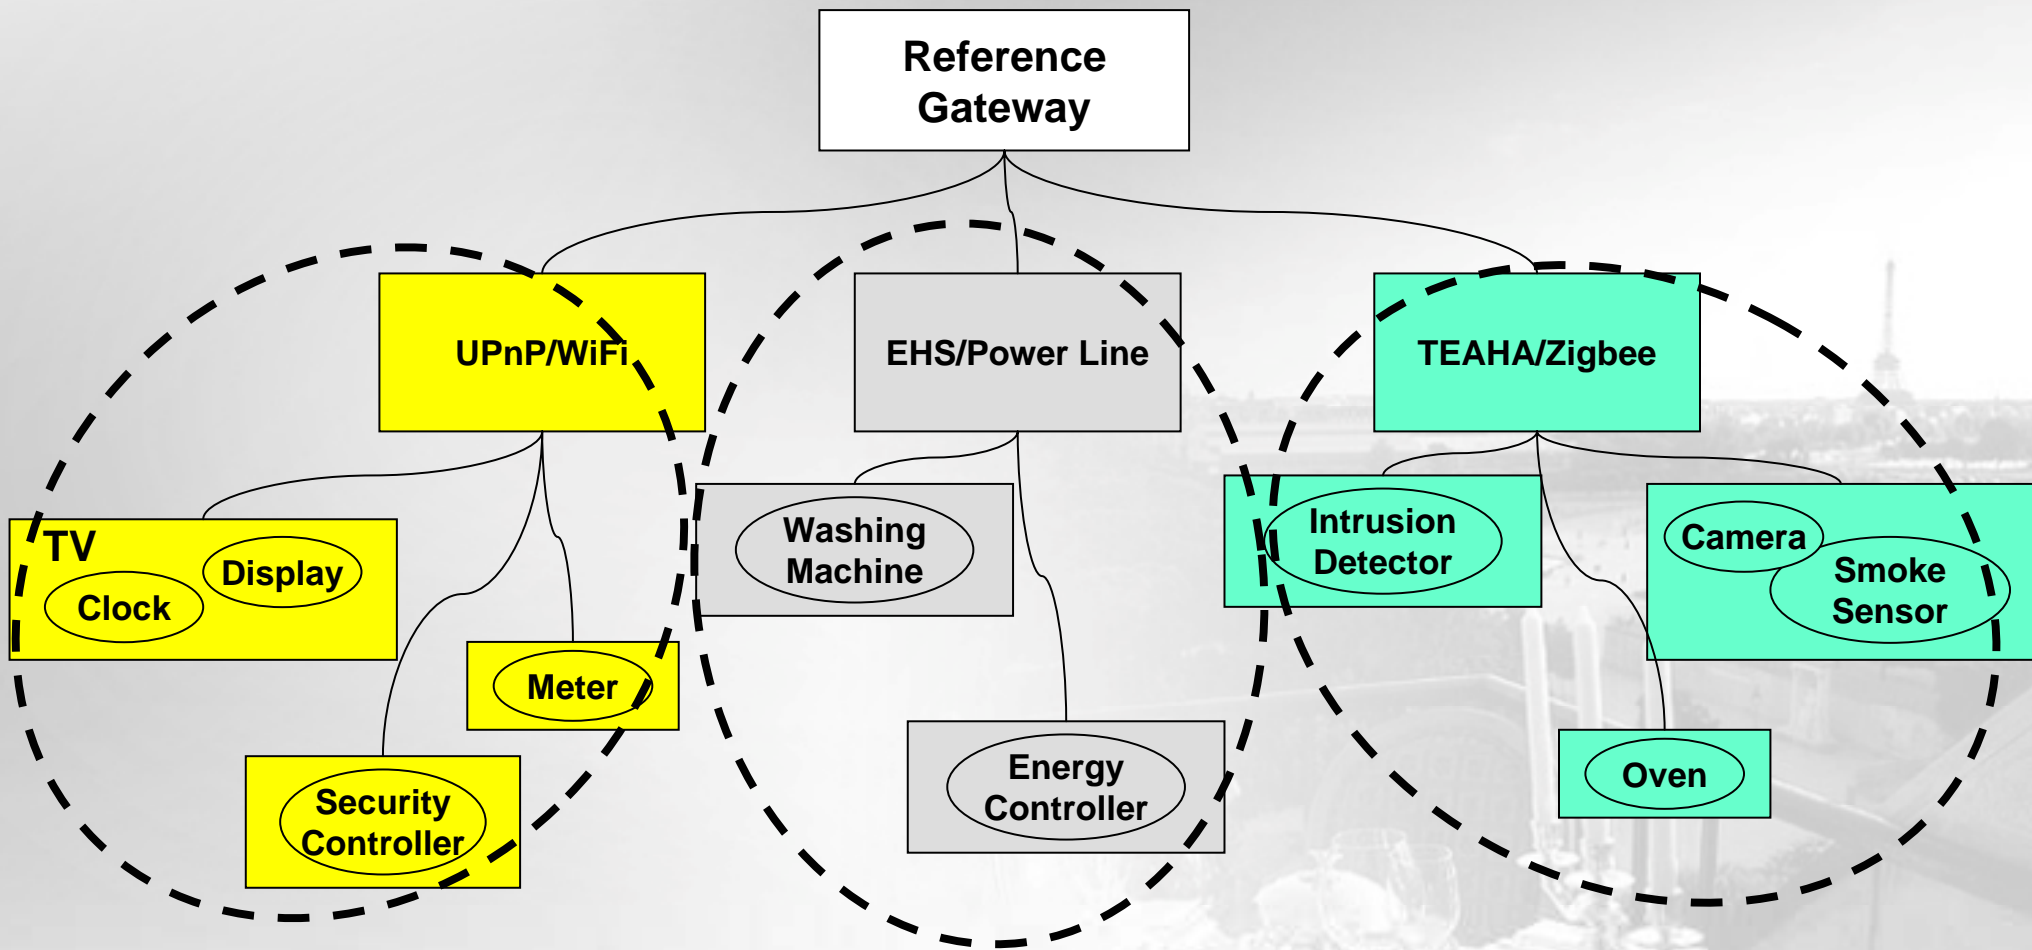 Reference
Gateway
UPnP/WiFi
EHS/Power Line
TEAHA/Zigbee
TV
Display
Clock
Washing
Machine
Intrusion
Detector
Camera
Smoke
Sensor
Meter
Security
Controller
Energy
Controller
Oven